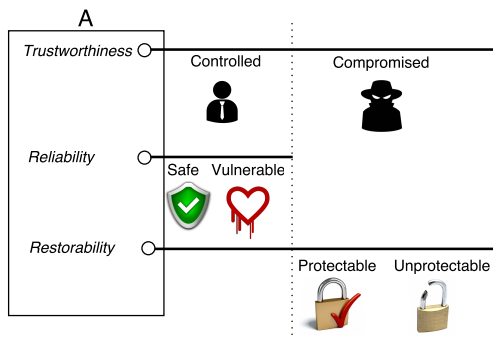 A
Trustworthiness
Controlled
Compromised
Reliability
Safe
Vulnerable
Restorability
Protectable
Unprotectable